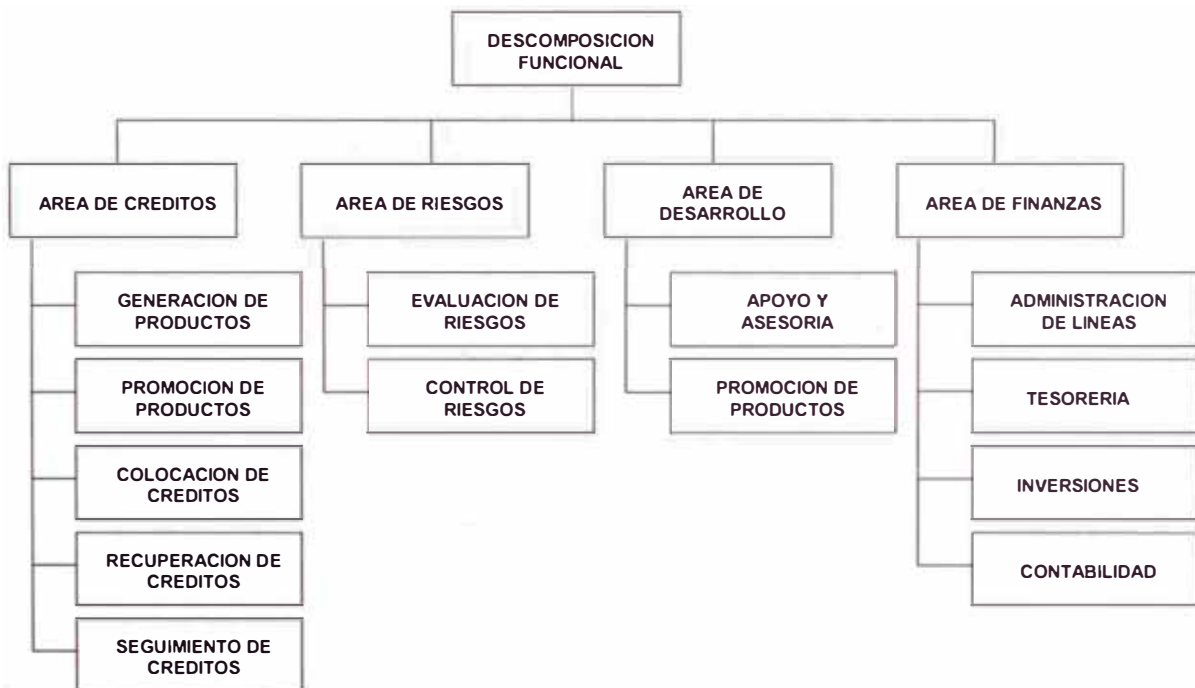 DESCOMPOSICION
FUNCIONAL
AREA DE CREDITOS
AREA DE RIESGOS
AREA DE
DESARROLLO
AREA DE FINANZAS
GENERACION DE
PRODUCTOS
PROMOCION DE
PRODUCTOS
COLOCACION DE
CREDITOS
RECUPERACION DE
CREDITOS
SEGUIMIENTO DE
CREDITOS
EVALUACION DE
RIESGOS
CONTROL DE
RIESGOS
APOYO Y
ASESORIA
PROMOCION DE
PRODUCTOS
ADMINISTRACION
DE LINEAS
TESORERIA
INVERSIONES
CONTABILIDAD